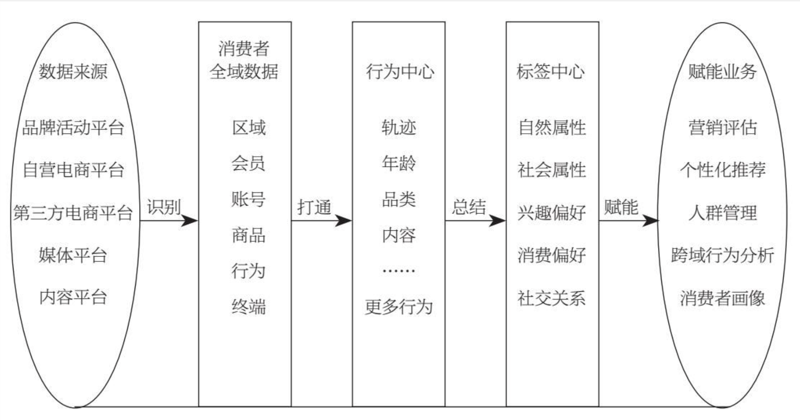 数据来源
品牌活动平台
自营电商平台
第三方电商平台
媒体平台
内容平台
识别
消费者
全域数据
区域
会员
账号
商品
行为
终端
打通
行为中心
轨迹
年龄
品类
内容
……
更多行为
总结
标签中心
自然属性
社会属性
兴趣偏好
消费偏好
社交关系
赋能
赋能业务
营销评估
个性化推荐
人群管理
跨域行为分析
消费者画像